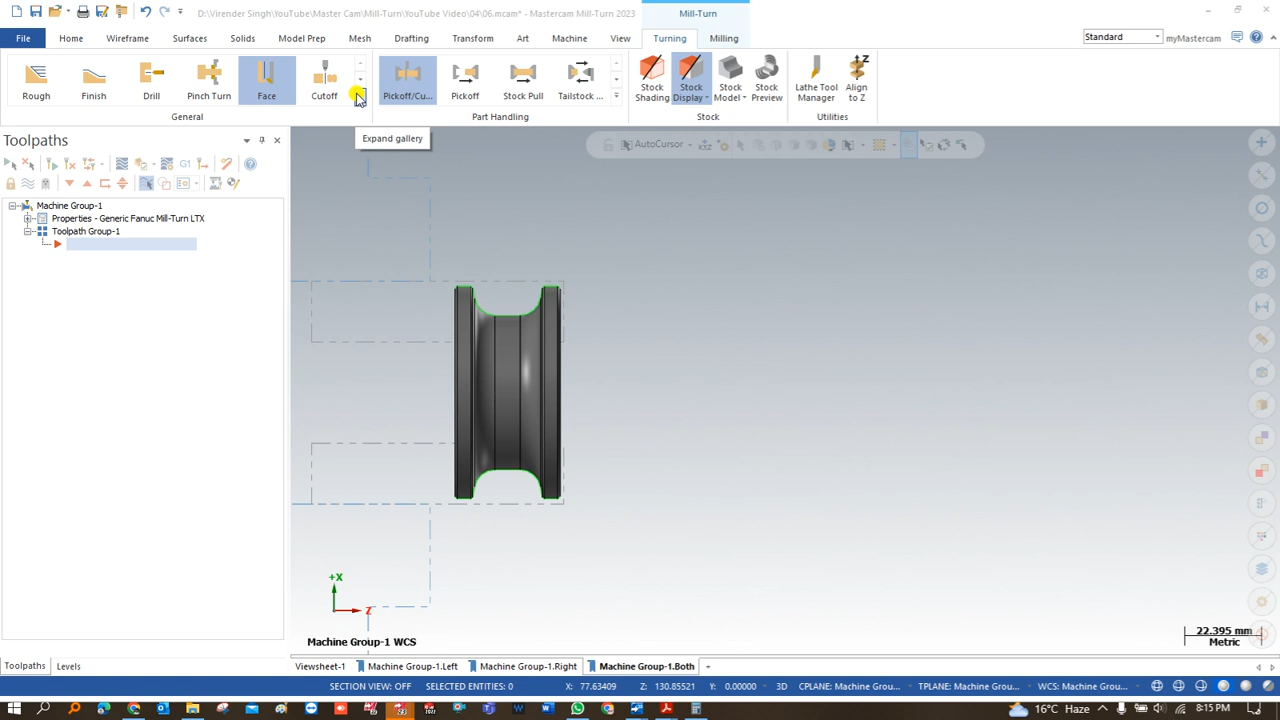 D:\Virender Singh\YouTube\Master Cam\Mill-Turn\YouTube Video\04\06.mcam* - Mastercam Mill-Turn 2023
Mill-Turn
File
Home
Wireframe
Surfaces
Solids
Model Prep
Mesh
Drafting
Transform
Art
Machine
View
Turning
Milling
Standard
myMastercam
Rough
Finish
Drill
Pinch Turn
Face
Cutoff
Pickoff/Cu...
Pickoff
Stock Pull
Tailstock ...
Stock Shading
Stock Display
Stock Model
Stock Preview
Lathe Tool Manager
Align to Z
General
Part Handling
Stock
Utilities
Expand gallery
Toolpaths
AutoCursor
G1
Machine Group-1
Properties - Generic Fanuc Mill-Turn LTX
Toolpath Group-1
+X
Z
Machine Group-1 WCS
22.395 mm
Metric
Toolpaths
Levels
Viewsheet-1
Machine Group-1.Left
Machine Group-1.Right
Machine Group-1.Both
+
SECTION VIEW: OFF
SELECTED ENTITIES: 0
X: 77.63409
Z: 130.85521
Y: 0.00000
3D
CPLANE: Machine Grou...
TPLANE: Machine Grou...
WCS: Machine Grou...
16°C Haze
8:15 PM